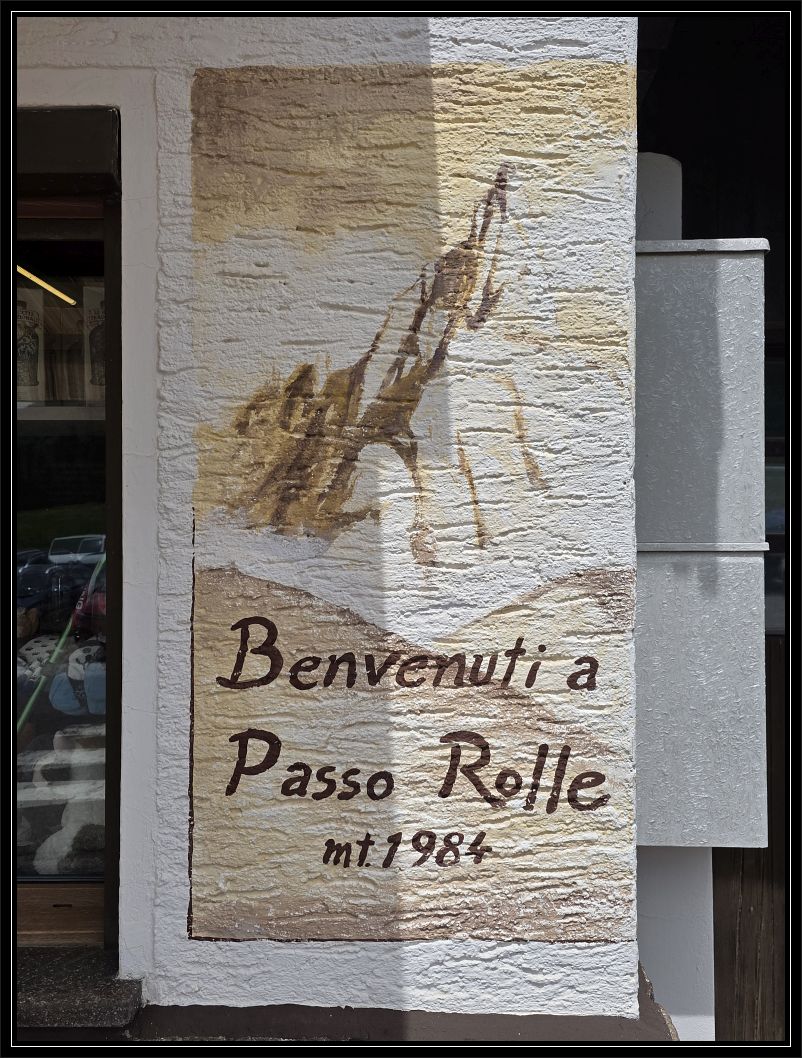 Benvenuti a
Passo Rolle
mt. 1984